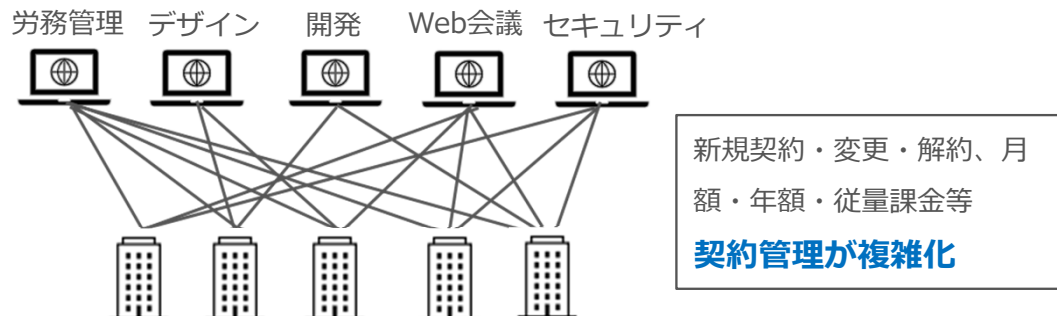 労務管理 デザイン 開発 Web会議 セキュリティ
新規契約・変更・解約、月
額・年額・従量課金等
契約管理が複雑化